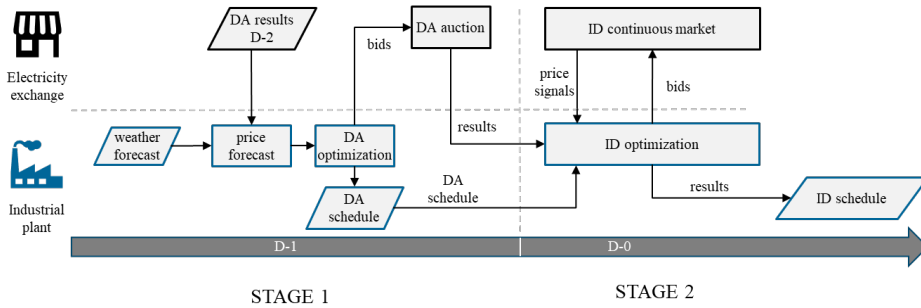 DA results
D-2
DA auction
ID continuous market
Electricity
exchange
bids
price
signals
bids
results
weather
forecast
price
forecast
DA
optimization
ID optimization
DA
schedule
DA
schedule
results
ID schedule
Industrial
plant
D-1
D-0
STAGE 1
STAGE 2